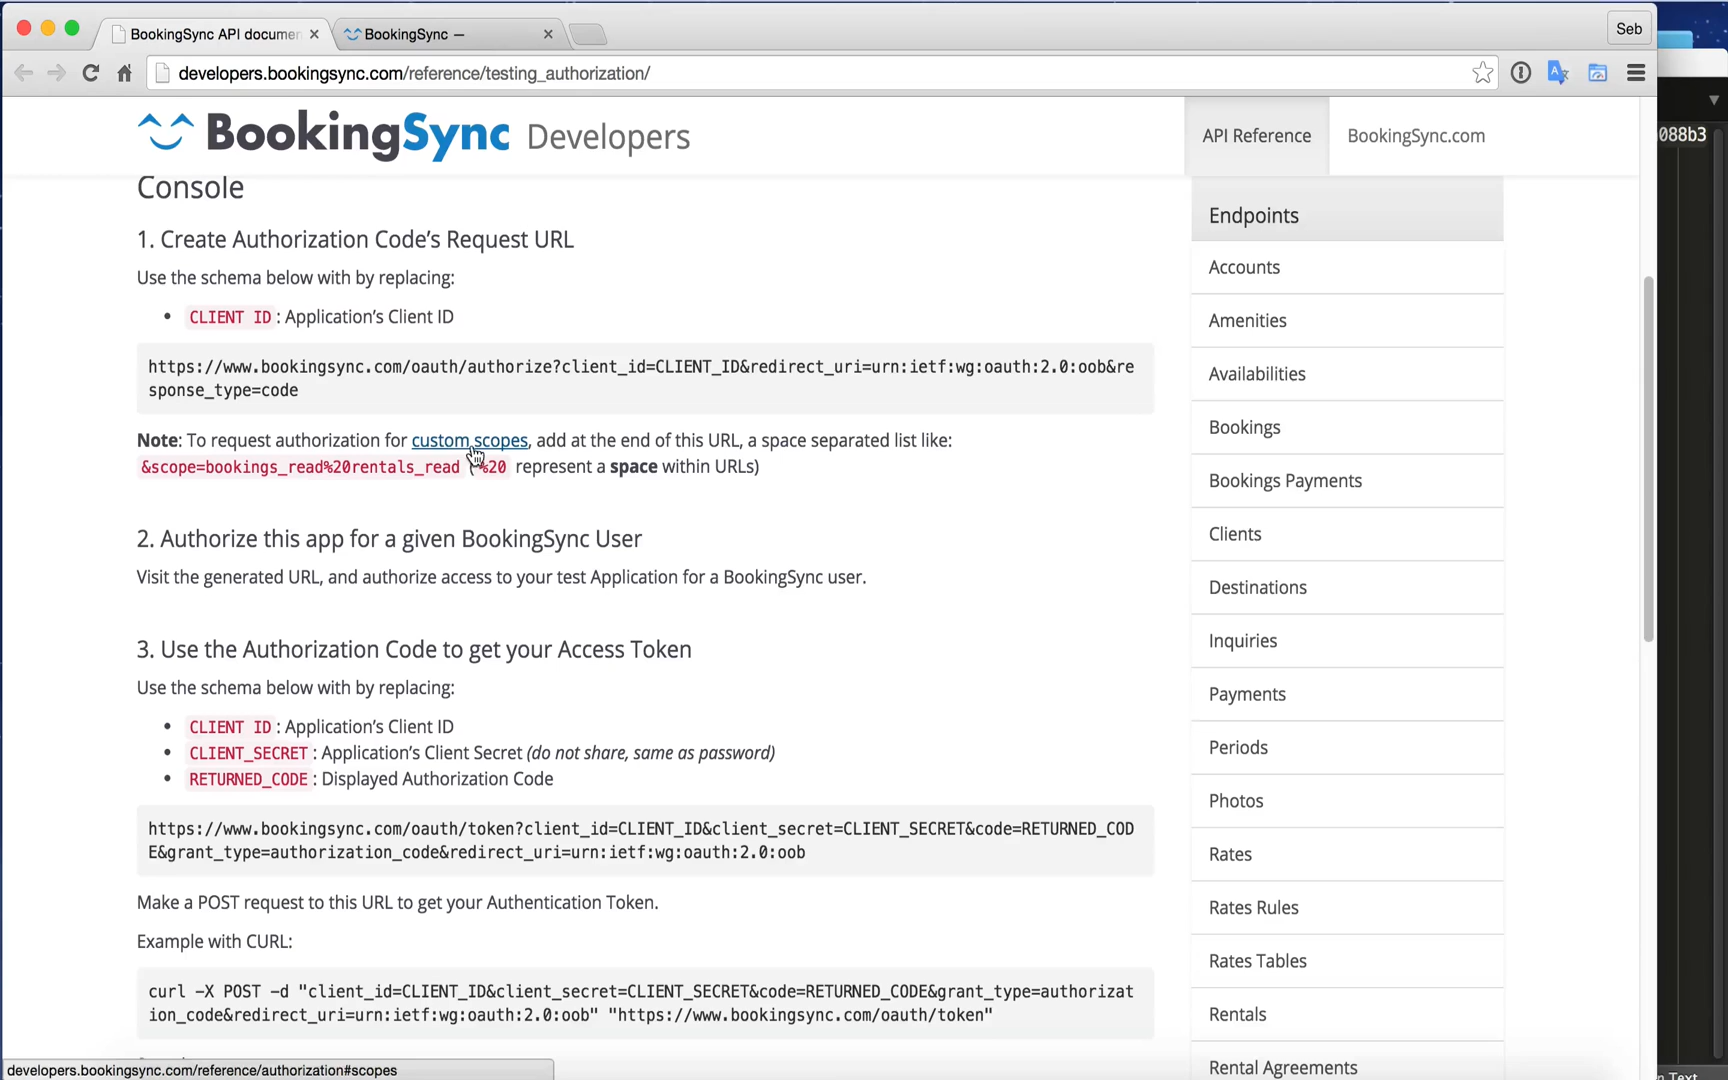 BookingSync API documen
BookingSync —
Seb
developers.bookingsync.com/reference/testing_authorization/
BookingSync Developers
API Reference
BookingSync.com
088b3
Console
1. Create Authorization Code's Request URL
Use the schema below with by replacing:
• CLIENT ID : Application's Client ID
https://www.bookingsync.com/oauth/authorize?client_id=CLIENT_ID&redirect_uri=urn:ietf:wg:oauth:2.0:oob&re
sponse_type=code
Note: To request authorization for custom scopes, add at the end of this URL, a space separated list like:
&scope=bookings_read%20rentals_read ( %20 represent a space within URLs)
2. Authorize this app for a given BookingSync User
Visit the generated URL, and authorize access to your test Application for a BookingSync user.
3. Use the Authorization Code to get your Access Token
Use the schema below with by replacing:
• CLIENT ID : Application's Client ID
• CLIENT_SECRET : Application's Client Secret (do not share, same as password)
• RETURNED_CODE : Displayed Authorization Code
https://www.bookingsync.com/oauth/token?client_id=CLIENT_ID&client_secret=CLIENT_SECRET&code=RETURNED_COD
E&grant_type=authorization_code&redirect_uri=urn:ietf:wg:oauth:2.0:oob
Make a POST request to this URL to get your Authentication Token.
Example with CURL:
curl -X POST -d "client_id=CLIENT_ID&client_secret=CLIENT_SECRET&code=RETURNED_CODE&grant_type=authorizat
ion_code&redirect_uri=urn:ietf:wg:oauth:2.0:oob" "https://www.bookingsync.com/oauth/token"
Endpoints
Accounts
Amenities
Availabilities
Bookings
Bookings Payments
Clients
Destinations
Inquiries
Payments
Periods
Photos
Rates
Rates Rules
Rates Tables
Rentals
Rental Agreements
developers.bookingsync.com/reference/authorization#scopes
Text